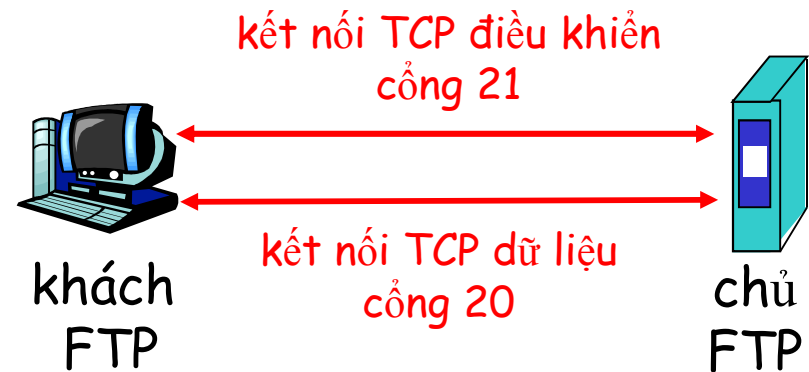 kết nối TCP điều khiển
cổng 21
kết nối TCP dữ liệu
cổng 20
khách
FTP
chủ
FTP